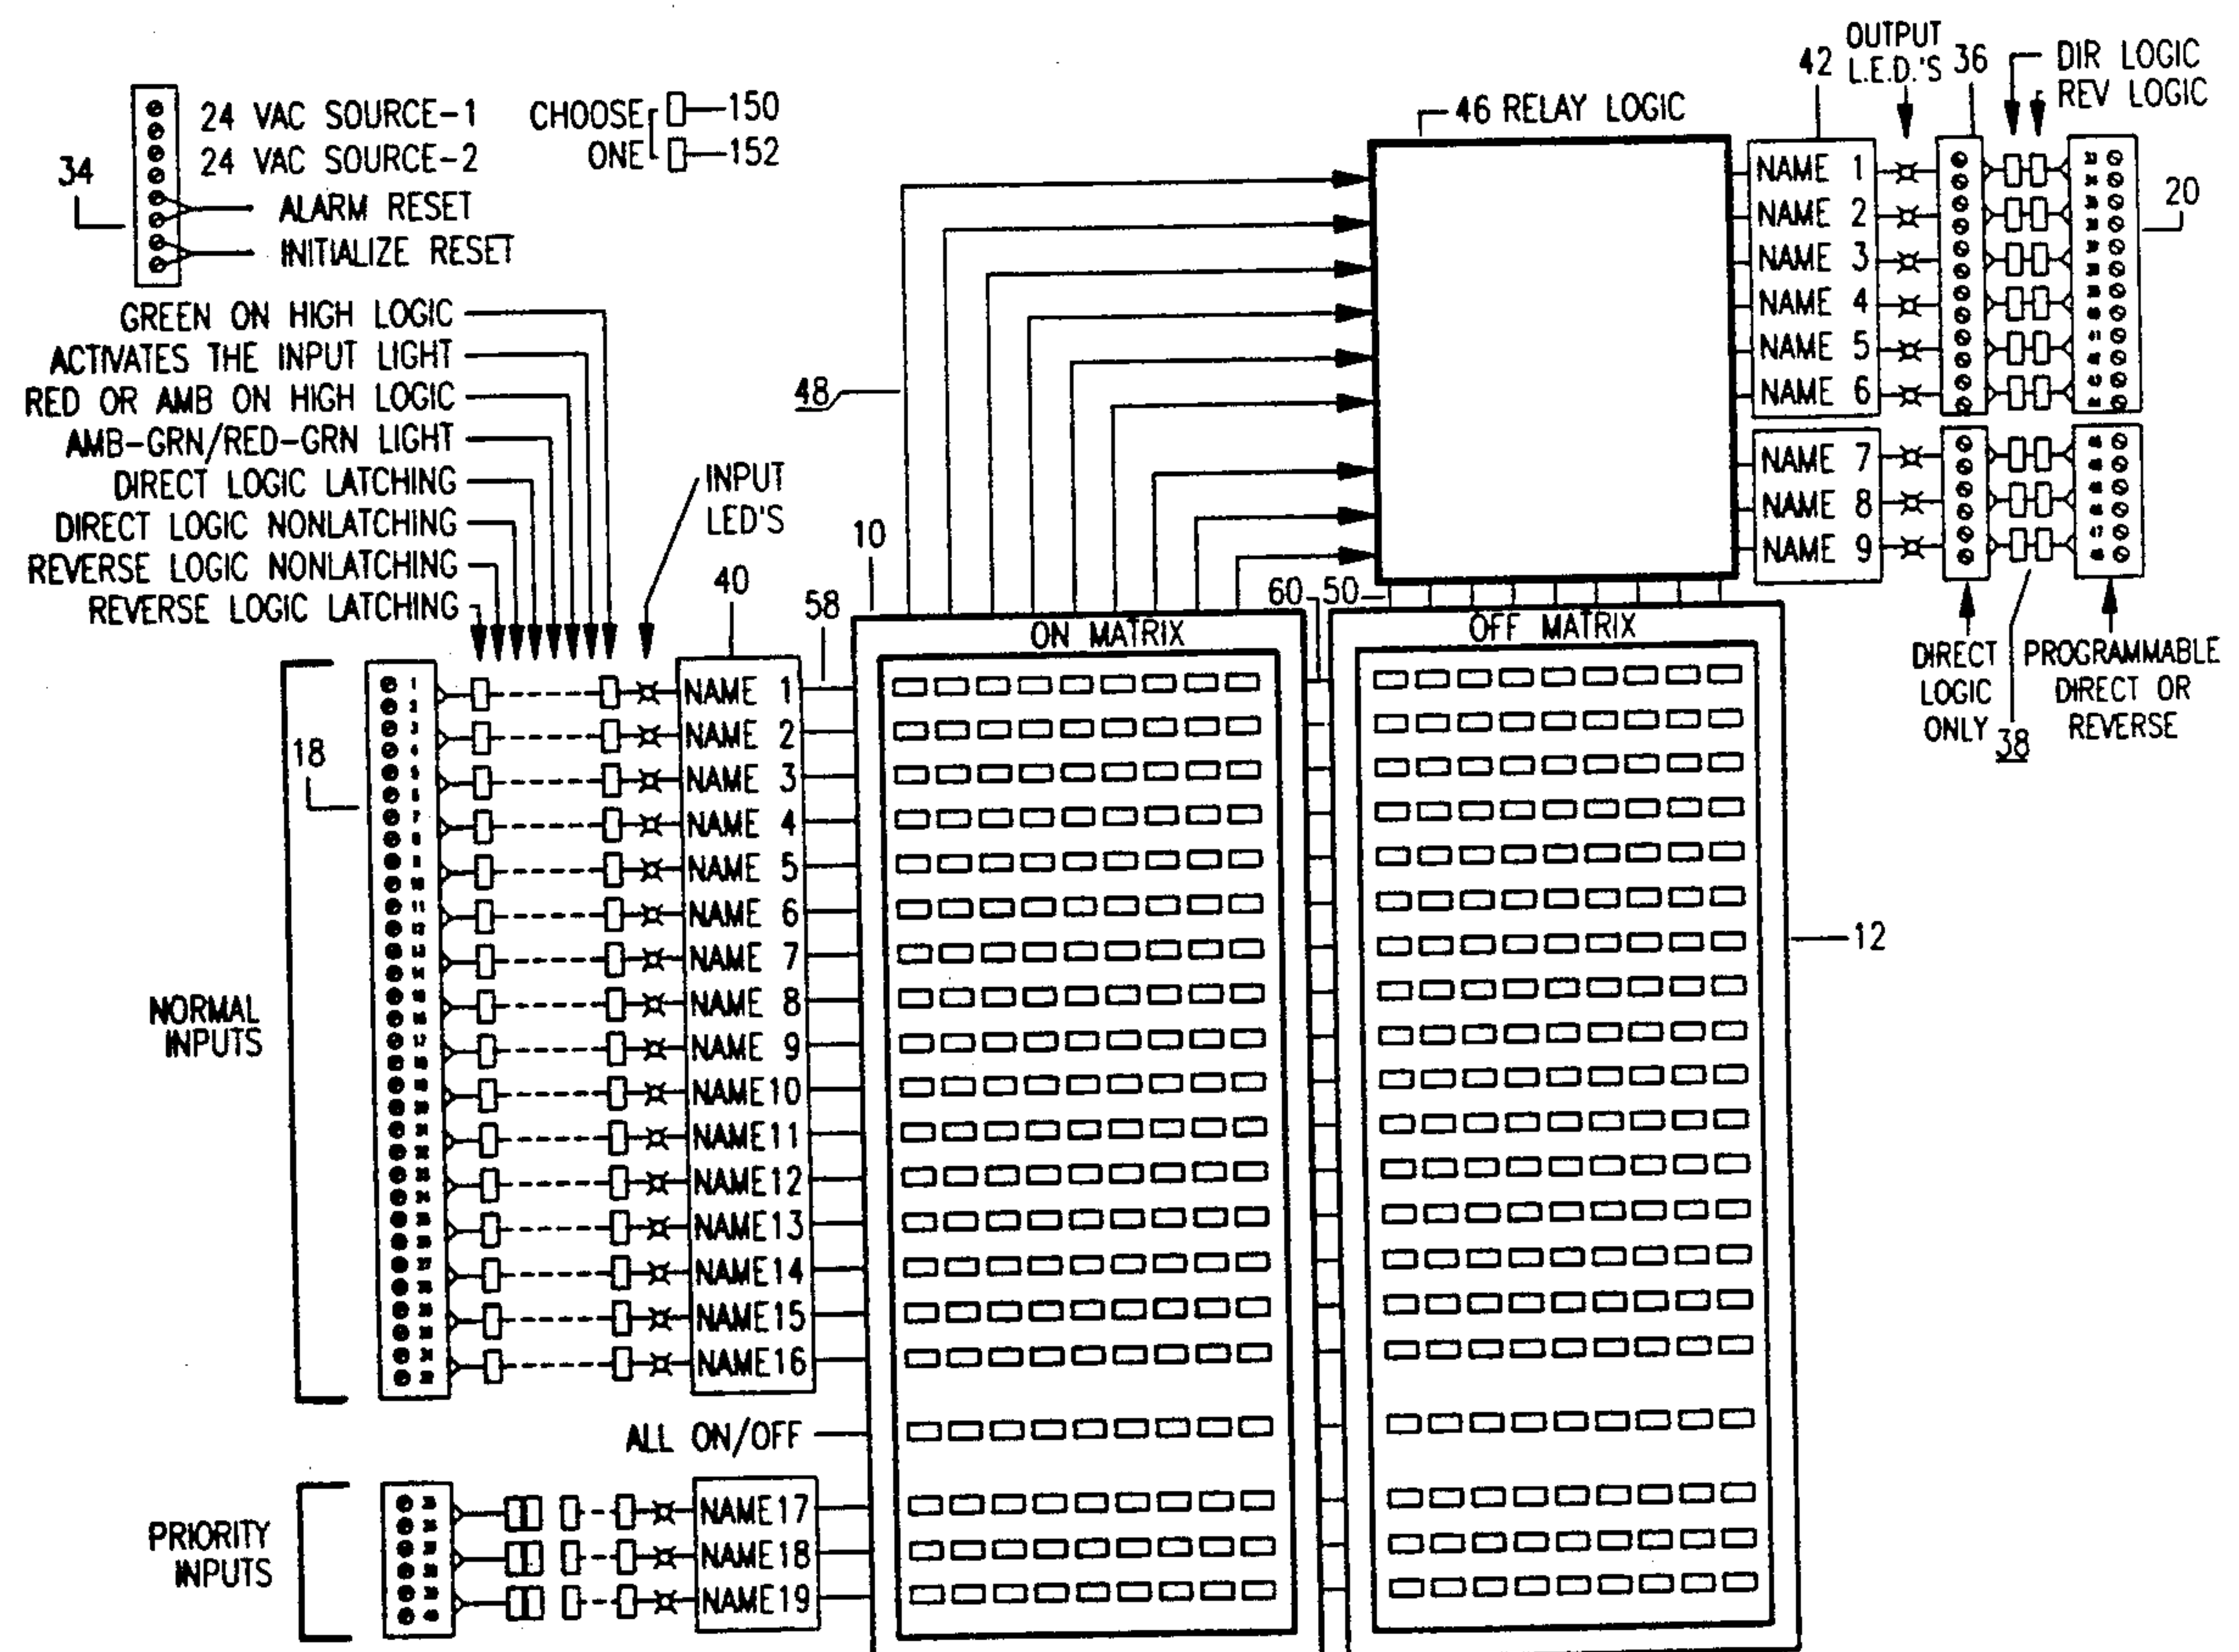 24 VAC SOURCE-1
24 VAC SOURCE-2
34
ALARM RESET
INITIALIZE RESET
CHOOSE
ONE
150
152
46 RELAY LOGIC
42
OUTPUT
L.E.D.'S
36
DIR LOGIC
REV LOGIC
NAME 1
NAME 2
NAME 3
NAME 4
NAME 5
NAME 6
NAME 7
NAME 8
NAME 9
20
DIRECT
LOGIC
ONLY
38
PROGRAMMABLE
DIRECT OR
REVERSE
GREEN ON HIGH LOGIC
ACTIVATES THE INPUT LIGHT
RED OR AMB ON HIGH LOGIC
AMB-GRN/RED-GRN LIGHT
DIRECT LOGIC LATCHING
DIRECT LOGIC NONLATCHING
REVERSE LOGIC NONLATCHING
REVERSE LOGIC LATCHING
INPUT
LED'S
48
10
40
58
60
50
ON MATRIX
OFF MATRIX
12
18
NORMAL
INPUTS
NAME 1
NAME 2
NAME 3
NAME 4
NAME 5
NAME 6
NAME 7
NAME 8
NAME 9
NAME10
NAME11
NAME12
NAME13
NAME14
NAME15
NAME16
ALL ON/OFF
PRIORITY
INPUTS
NAME17
NAME18
NAME19